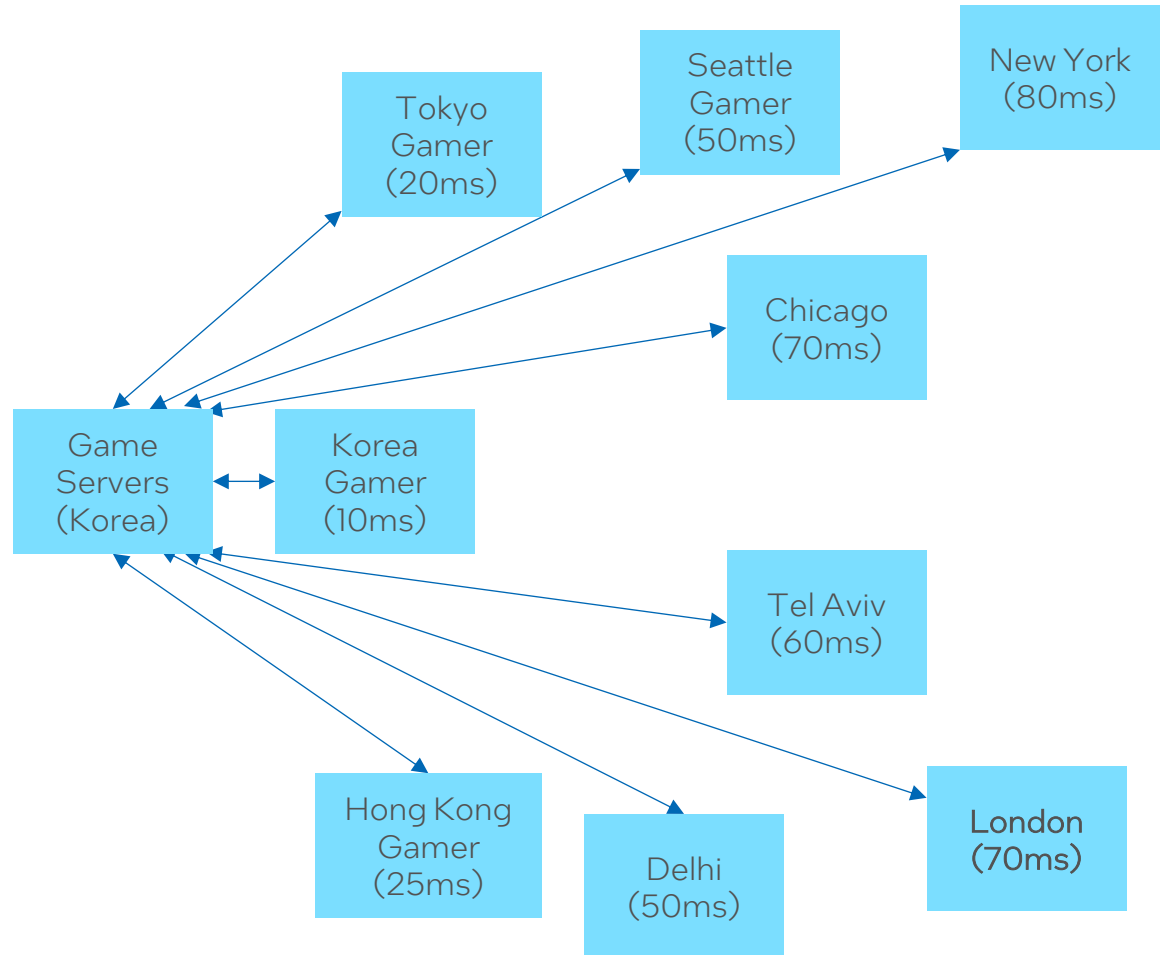 New York
(80ms)
Seattle
Gamer
(50ms)
Tokyo
Gamer
(20ms)
Chicago
(70ms)
Game
Servers
(Korea)
Korea
Gamer
(10ms)
Tel Aviv
(60ms)
Hong Kong
Gamer
(25ms)
Delhi
(50ms)
London
(70ms)